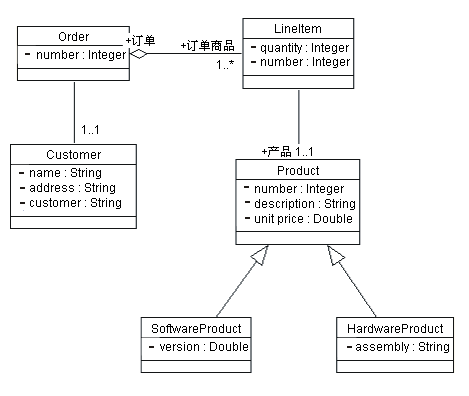 Order
- number : Integer
+订单
+订单商品
1..*
LineItem
- quantity : Integer
- number : Integer
1..1
Customer
- name : String
- address : String
- customer : String
+产品 1..1
Product
- number : Integer
- description : String
- unit price : Double
SoftwareProduct
- version : Double
HardwareProduct
- assembly : String